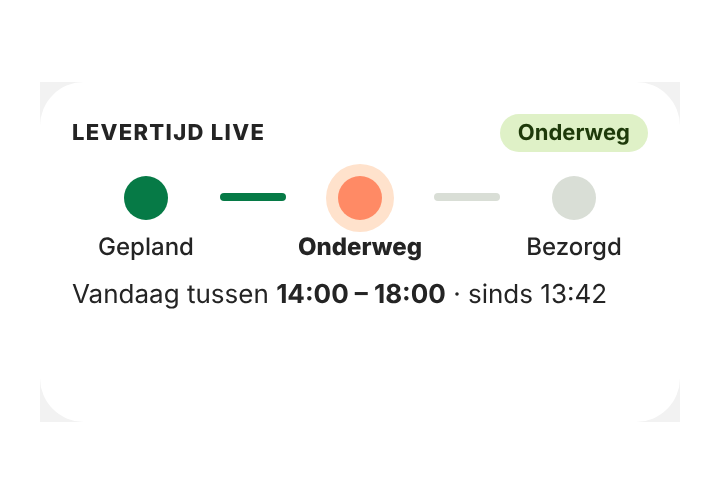 LEVERTIJD LIVE
Onderweg
Gepland
Onderweg
Bezorgd
Vandaag tussen 14:00 – 18:00 · sinds 13:42